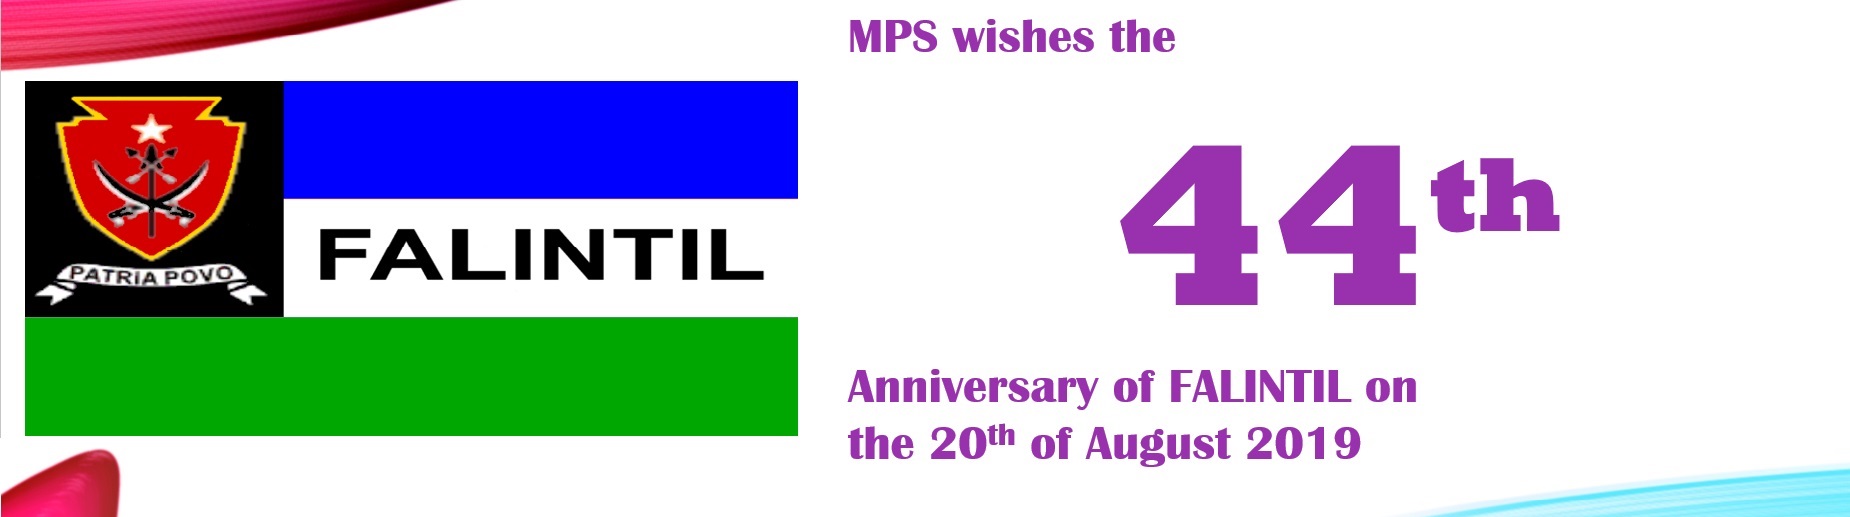 PATRIA POVO
FALINTIL
MPS wishes the
44th
Anniversary of FALINTIL on
the 20th of August 2019